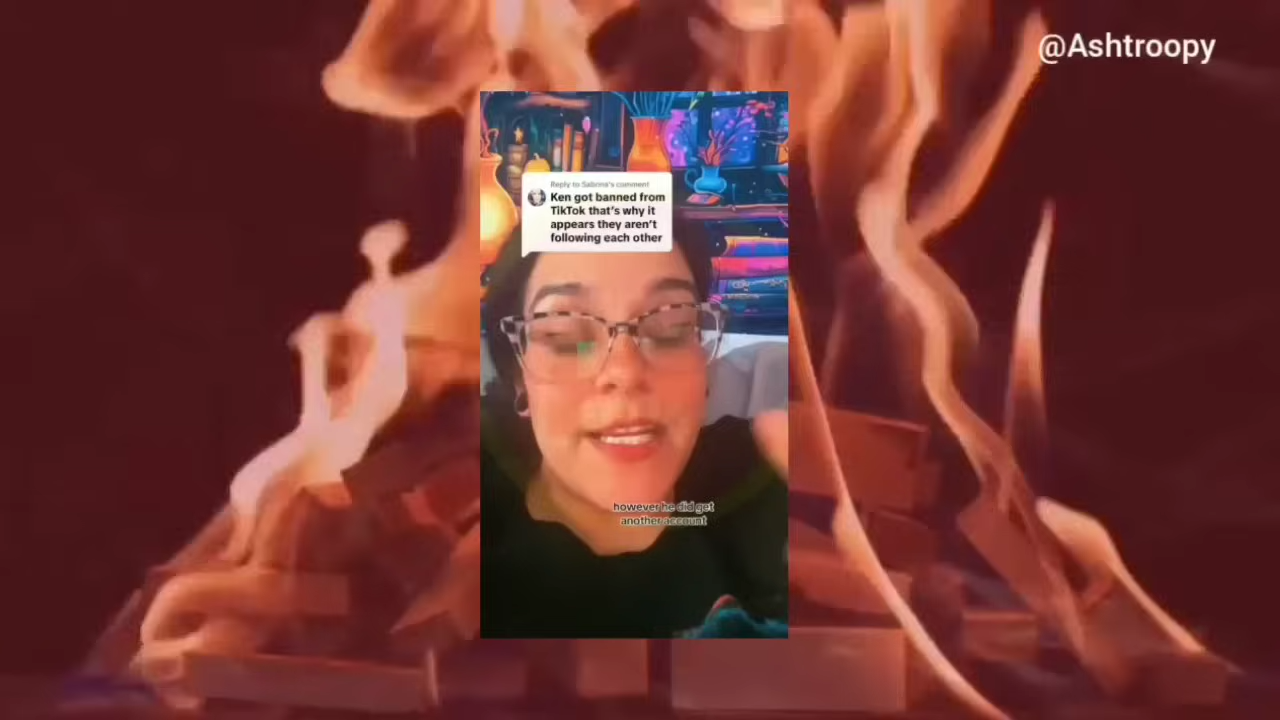 @Ashtroopy
Reply to Sabrina's comment
Ken got banned from
TikTok that's why it
appears they aren't
following each other
however he did get
another account